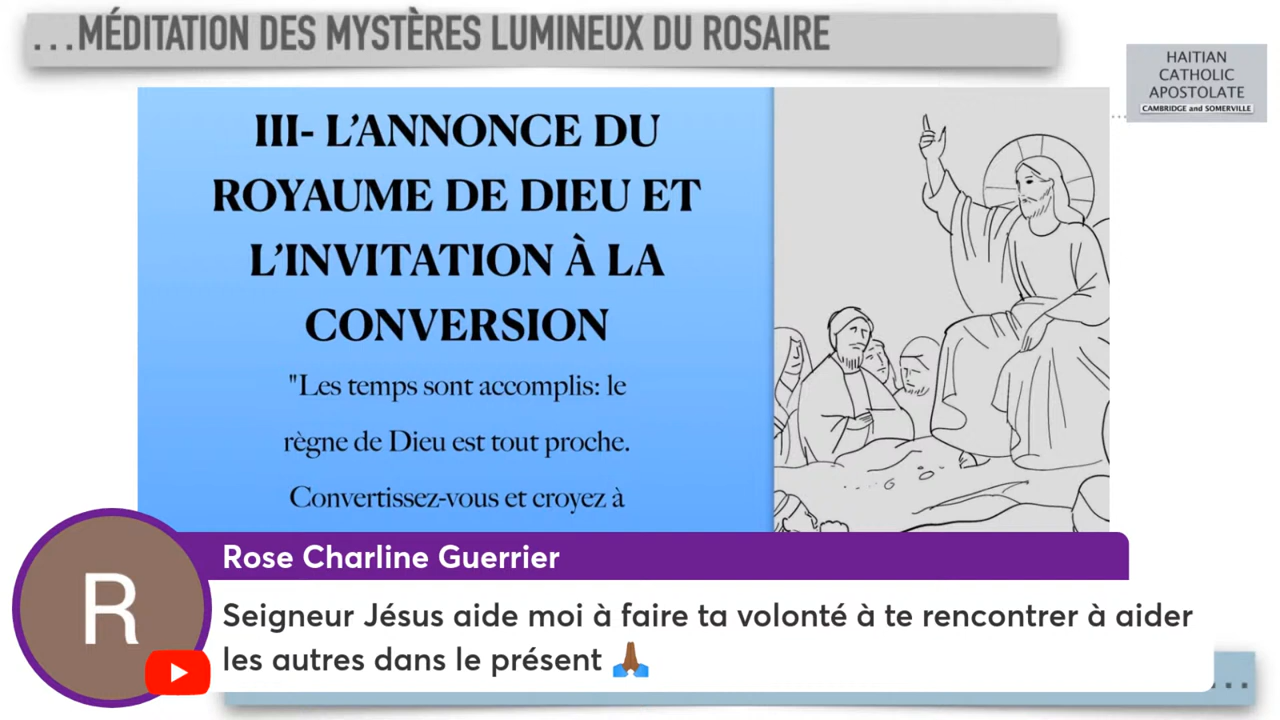 ...MÉDITATION DES MYSTÈRES LUMINEUX DU ROSAIRE
HAITIAN
CATHOLIC
APOSTOLATE
CAMBRIDGE and SOMERVILLE
III- L’ANNONCE DU
ROYAUME DE DIEU ET
L’INVITATION À LA
CONVERSION
"Les temps sont accomplis: le
règne de Dieu est tout proche.
Convertissez-vous et croyez à
R
Rose Charline Guerrier
Seigneur Jésus aide moi à faire ta volonté à te rencontrer à aider
les autres dans le présent 🙏🏾